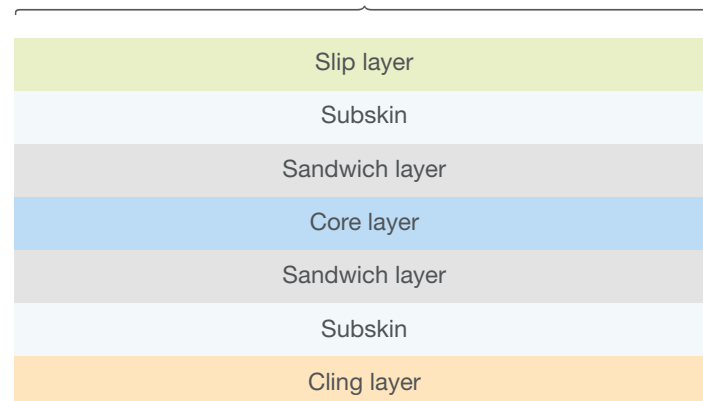 Slip layer
Subskin
Sandwich layer
Core layer
Sandwich layer
Subskin
Cling layer